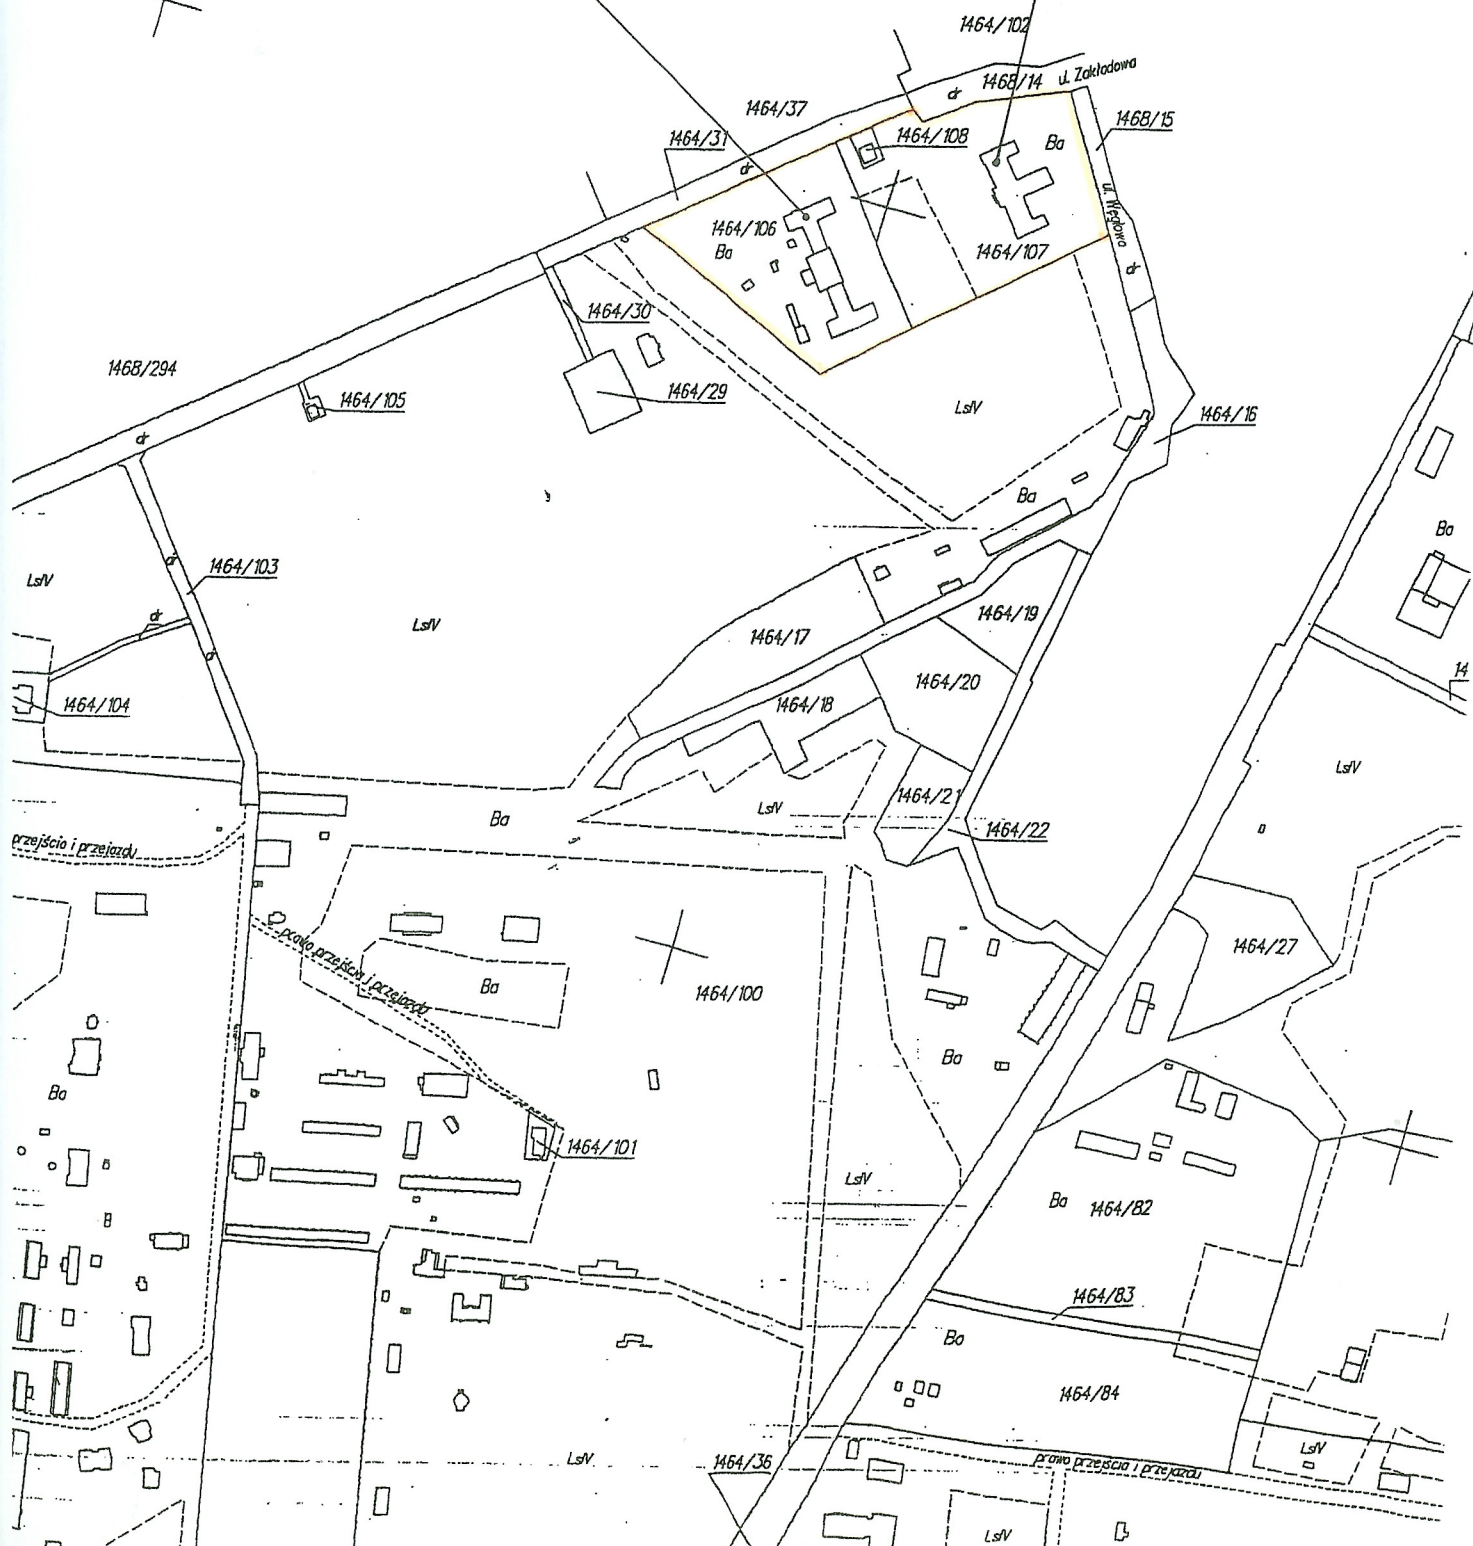 1464/102
1468/14
ul. Zakładowa
dr
1464/37
1468/15
1464/31
1464/108
Ba
dr
ul. Węglowa
1464/106
Ba
1464/107
dr
1464/30
1468/294
1464/29
1464/105
LsIV
1464/16
dr
Ba
Ba
dr
1464/103
LsIV
1464/19
dr
LsIV
1464/17
dr
14
1464/20
1464/104
1464/18
LsIV
1464/21
LsIV
Ba
1464/22
przejścia i przejazdu
1464/27
prawo przejścia i przejazdu
Ba
1464/100
Ba
Ba
1464/101
LsIV
Ba
1464/82
1464/83
Ba
1464/84
LsIV
LsIV
1464/36
prawo przejścia i przejazdu
LsIV